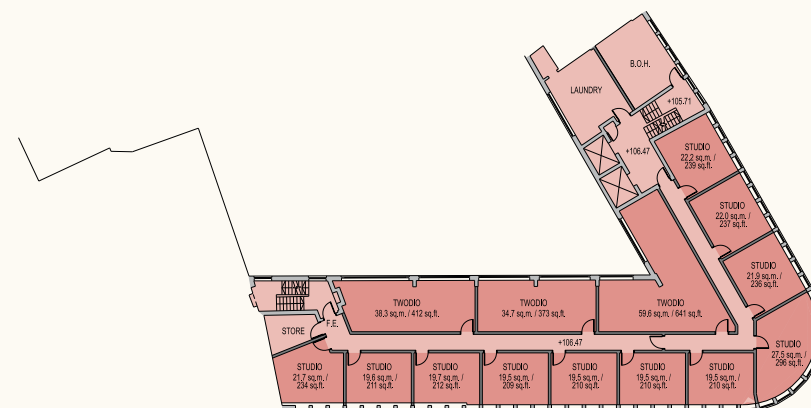 B.O.H.
LAUNDRY
+105.71
+106.47
STUDIO
22.2 sq.m. /
239 sq.ft.
STUDIO
22.0 sq.m. /
237 sq.ft.
STUDIO
21.9 sq.m. /
236 sq.ft.
TWODIO
38.3 sq.m. / 412 sq.ft.
TWODIO
34.7 sq.m. / 373 sq.ft.
TWODIO
59.6 sq.m. / 641 sq.ft.
STORE
F.E.
+106.47
STUDIO
27.5 sq.m. /
296 sq.ft.
STUDIO
21.7 sq.m. /
234 sq.ft.
STUDIO
19.6 sq.m. /
211 sq.ft.
STUDIO
19.7 sq.m. /
212 sq.ft.
STUDIO
19.5 sq.m. /
209 sq.ft.
STUDIO
19.5 sq.m. /
210 sq.ft.
STUDIO
19.5 sq.m. /
210 sq.ft.
STUDIO
19.5 sq.m. /
210 sq.ft.